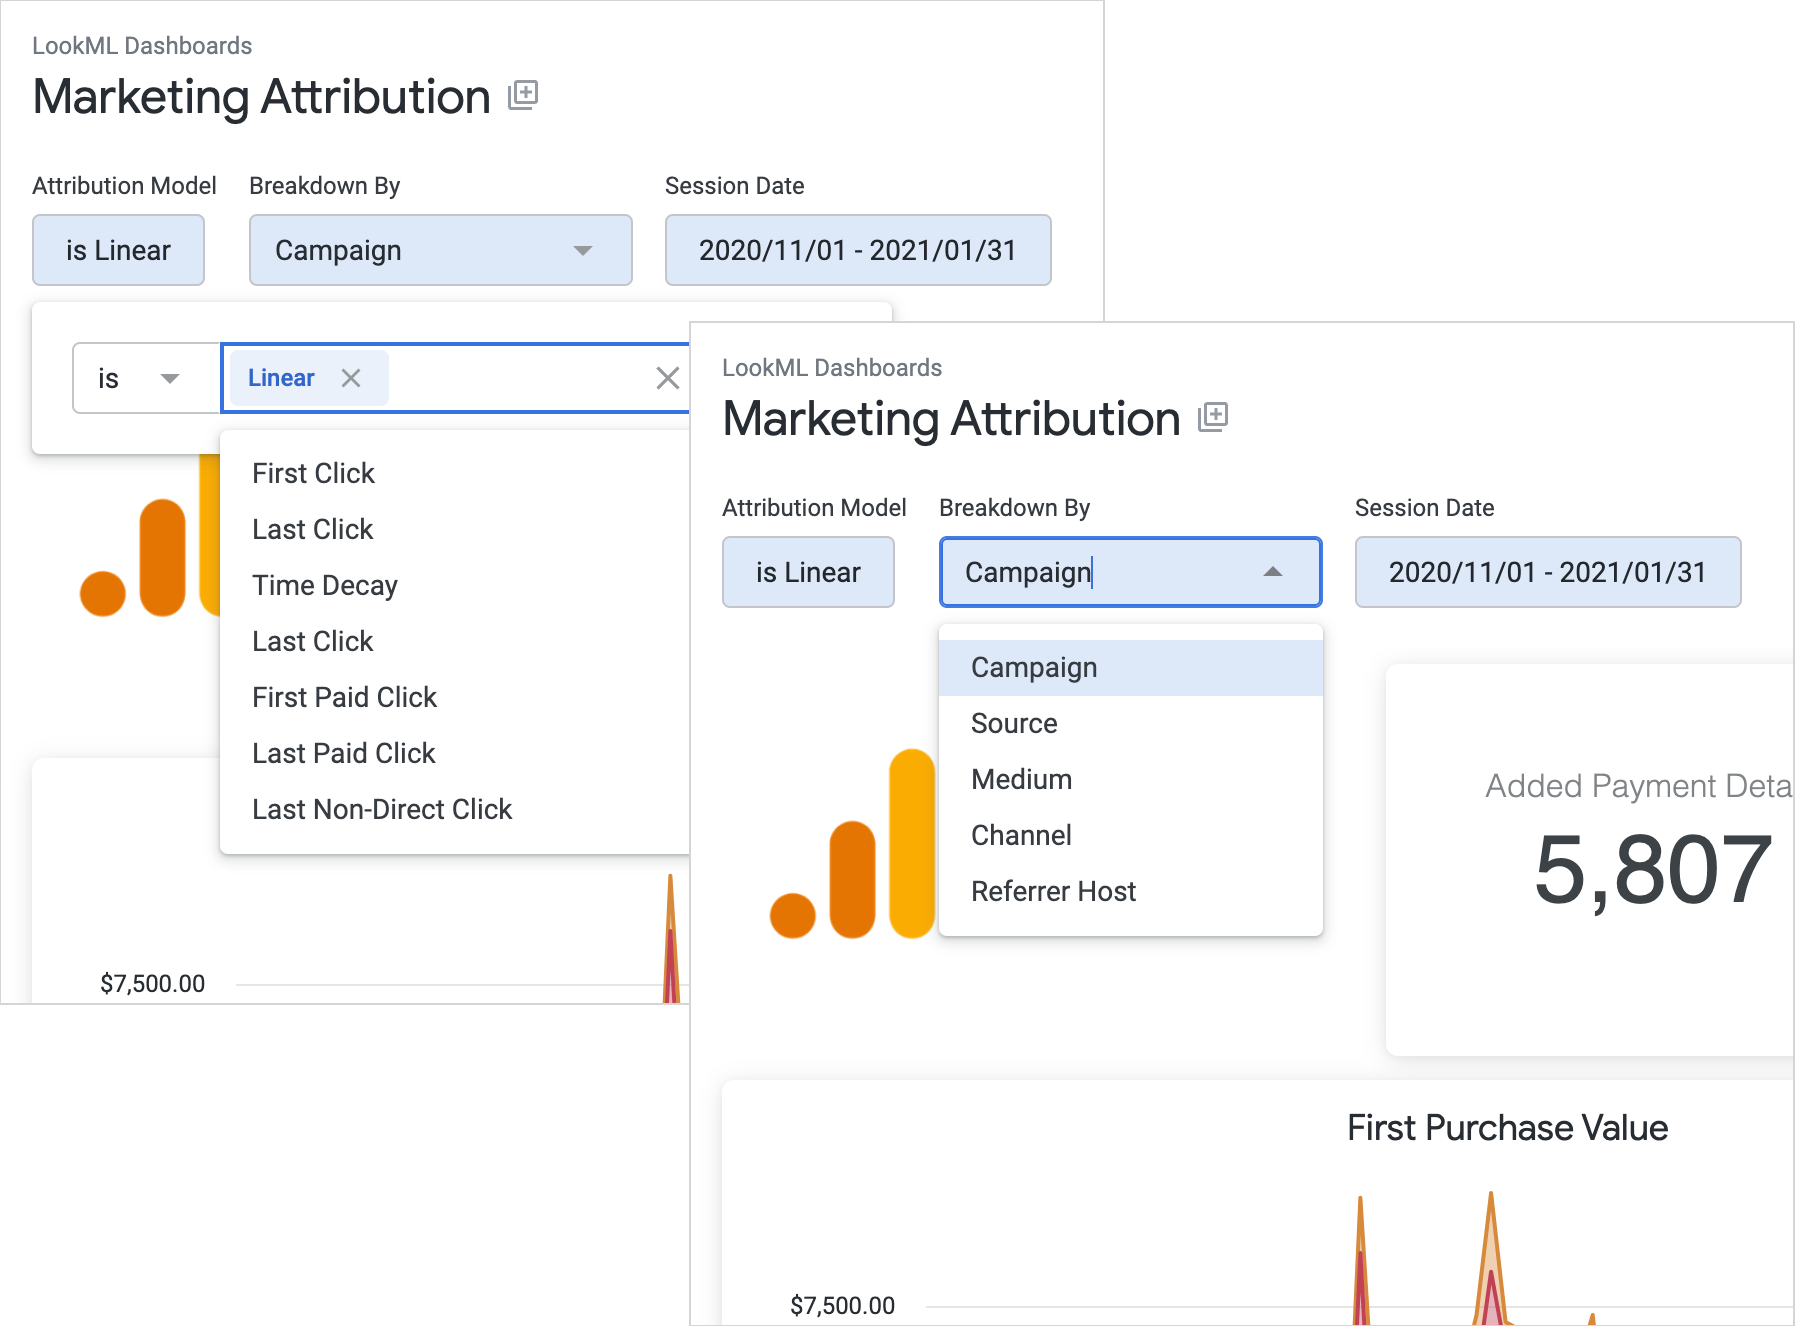 LookML Dashboards
Marketing Attribution
Attribution Model Breakdown By Session Date
is Linear Campaign 2020/11/01 - 2021/01/31
is Linear
First Click
Last Click
Time Decay
Last Click
First Paid Click
Last Paid Click
Last Non-Direct Click
$7,500.00
LookML Dashboards
Marketing Attribution
Attribution Model Breakdown By Session Date
is Linear Campaign 2020/11/01 - 2021/01/31
Campaign
Source
Medium
Channel
Referrer Host
Added Payment Deta
5,807
First Purchase Value
$7,500.00